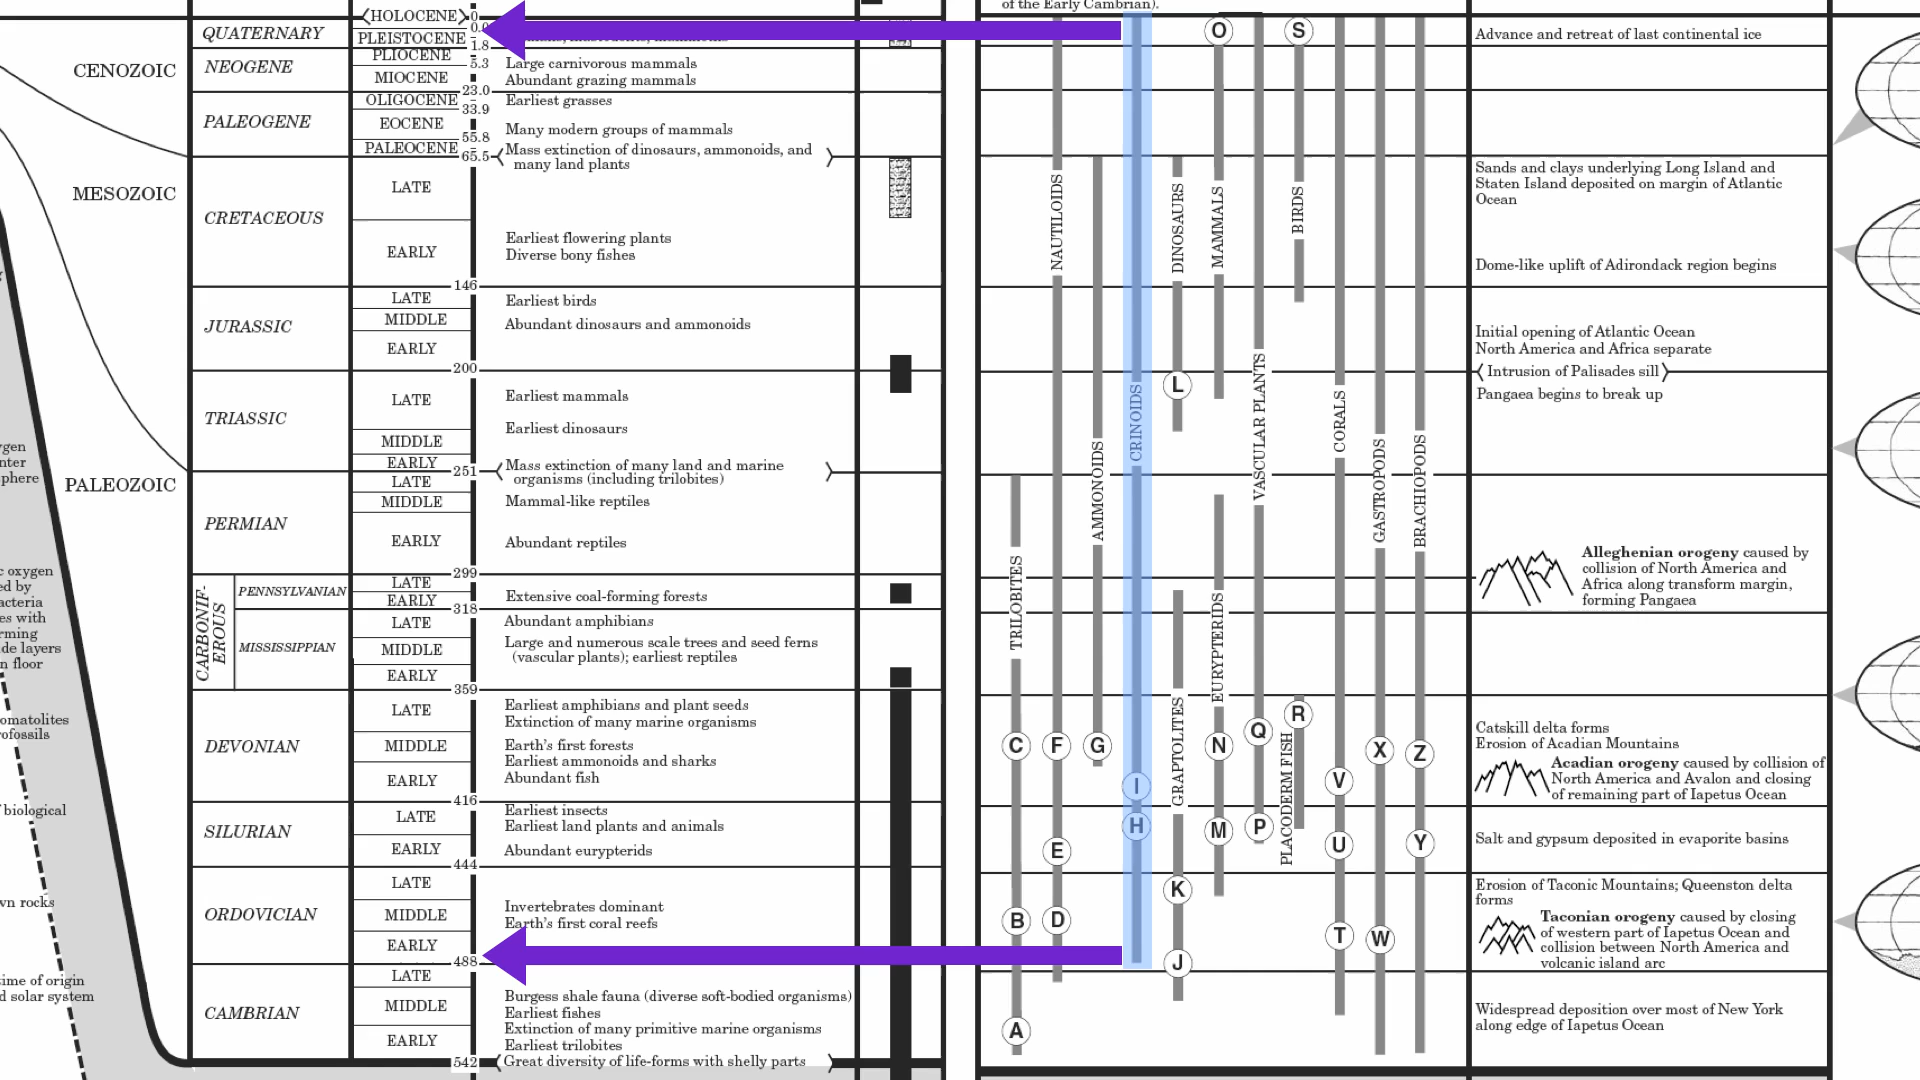 of the Early Cambrian).
CENOZOIC
MESOZOIC
PALEOZOIC
QUATERNARY
NEOGENE
PALEOGENE
CRETACEOUS
JURASSIC
TRIASSIC
PERMIAN
CARBONIF-
EROUS
PENNSYLVANIAN
MISSISSIPPIAN
DEVONIAN
SILURIAN
ORDOVICIAN
CAMBRIAN
HOLOCENE 0
PLEISTOCENE
1.8
PLIOCENE
5.3
MIOCENE
23.0
OLIGOCENE
33.9
EOCENE
55.8
PALEOCENE
65.5
LATE
EARLY
146
LATE
MIDDLE
EARLY
200
LATE
MIDDLE
EARLY
251
LATE
MIDDLE
EARLY
299
LATE
EARLY
318
LATE
MIDDLE
EARLY
359
LATE
MIDDLE
EARLY
416
LATE
EARLY
444
LATE
MIDDLE
EARLY
488
LATE
MIDDLE
EARLY
542
Large carnivorous mammals
Abundant grazing mammals
Earliest grasses
Many modern groups of mammals
Mass extinction of dinosaurs, ammonoids, and
many land plants
Earliest flowering plants
Diverse bony fishes
Earliest birds
Abundant dinosaurs and ammonoids
Earliest mammals
Earliest dinosaurs
Mass extinction of many land and marine
organisms (including trilobites)
Mammal-like reptiles
Abundant reptiles
Extensive coal-forming forests
Abundant amphibians
Large and numerous scale trees and seed ferns
(vascular plants); earliest reptiles
Earliest amphibians and plant seeds
Extinction of many marine organisms
Earth's first forests
Earliest ammonoids and sharks
Abundant fish
Earliest insects
Earliest land plants and animals
Abundant eurypterids
Invertebrates dominant
Earth's first coral reefs
Burgess shale fauna (diverse soft-bodied organisms)
Earliest fishes
Extinction of many primitive marine organisms
Earliest trilobites
Great diversity of life-forms with shelly parts
TRILOBITES
C
B
A
NAUTILOIDS
F
E
D
AMMONOIDS
G
CRINOIDS
I
H
DINOSAURS
L
GRAPTOLITES
K
J
O
MAMMALS
EURYPTERIDS
N
M
VASCULAR PLANTS
Q
P
S
BIRDS
R
PLACODERM FISH
CORALS
V
U
T
GASTROPODS
X
W
BRACHIOPODS
Z
Y
Advance and retreat of last continental ice
Sands and clays underlying Long Island and
Staten Island deposited on margin of Atlantic
Ocean
Dome-like uplift of Adirondack region begins
Initial opening of Atlantic Ocean
North America and Africa separate
Intrusion of Palisades sill
Pangaea begins to break up
Alleghenian orogeny caused by
collision of North America and
Africa along transform margin,
forming Pangaea
Catskill delta forms
Erosion of Acadian Mountains
Acadian orogeny caused by collision of
North America and Avalon and closing
of remaining part of Iapetus Ocean
Salt and gypsum deposited in evaporite basins
Erosion of Taconic Mountains; Queenston delta
forms
Taconian orogeny caused by closing
of western part of Iapetus Ocean and
collision between North America and
volcanic island arc
Widespread deposition over most of New York
along edge of Iapetus Ocean
oxygen
layers
n floor
biological
wn rocks
time of origin
solar system